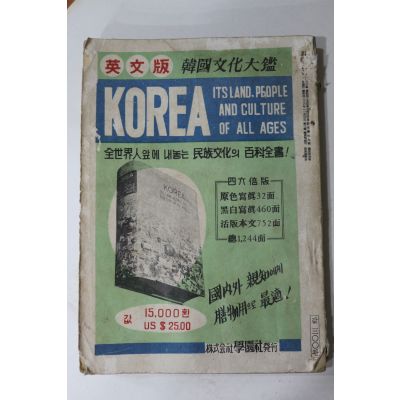 英文版 韓國文化大鑑
KOREA
ITS LAND, PEOPLE
AND CULTURE
OF ALL AGES
全世界人앞에 내놓는 民族文化의 百科全書!
KOREA
四六倍版
原色寫眞32面
黑白寫眞460面
活版本文752面
總1,244面
國內外 親知에게
膳物用으로 最適!
값 15.000환
US $ 25.00
株式会社 學園社發行